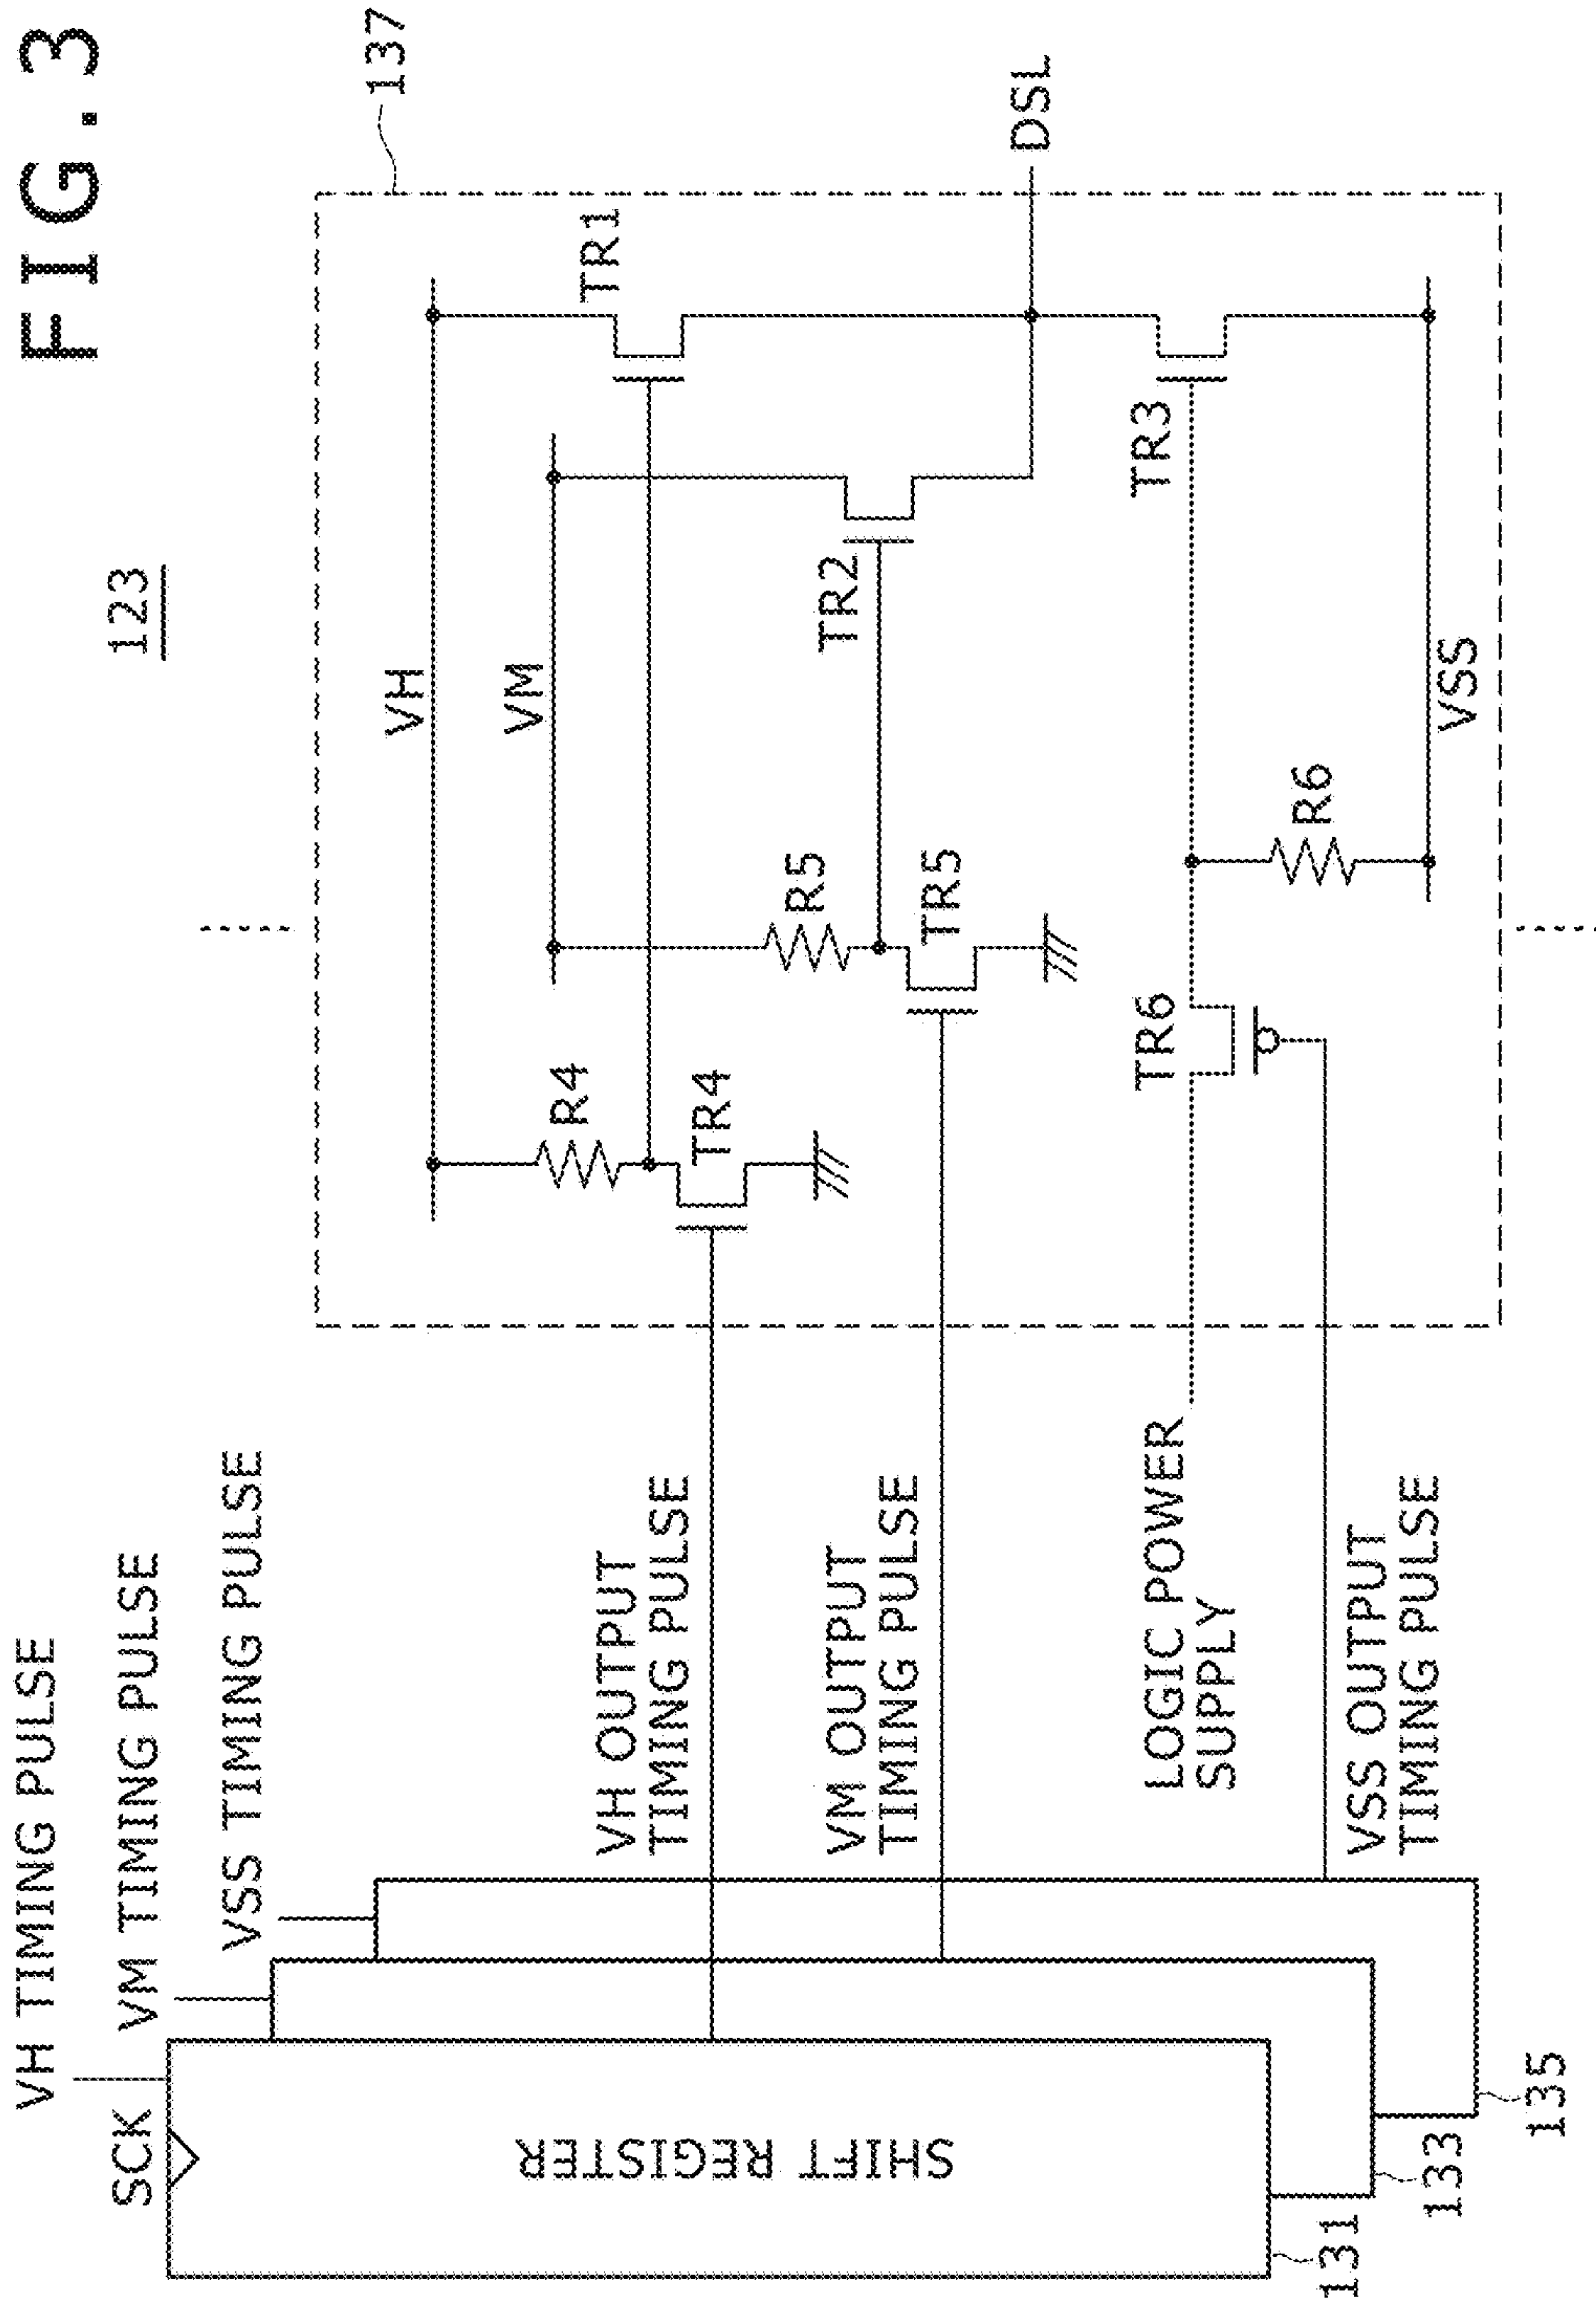 FIG.3
123
VH TIMING PULSE
VM TIMING PULSE
VSS TIMING PULSE
SCK
SHIFT REGISTER
131
133
135
VH OUTPUT
TIMING PULSE
VM OUTPUT
TIMING PULSE
LOGIC POWER
SUPPLY
VSS OUTPUT
TIMING PULSE
137
VH
VM
R4
TR4
R5
TR5
TR6
R6
TR1
TR2
TR3
VSS
DSL